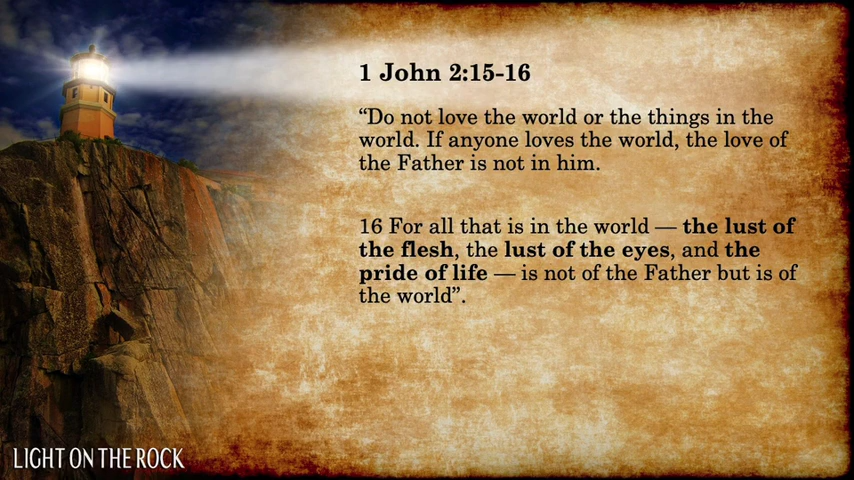 1 John 2:15-16
“Do not love the world or the things in the
world. If anyone loves the world, the love of
the Father is not in him.
16 For all that is in the world — the lust of
the flesh, the lust of the eyes, and the
pride of life — is not of the Father but is of
the world”.
LIGHT ON THE ROCK